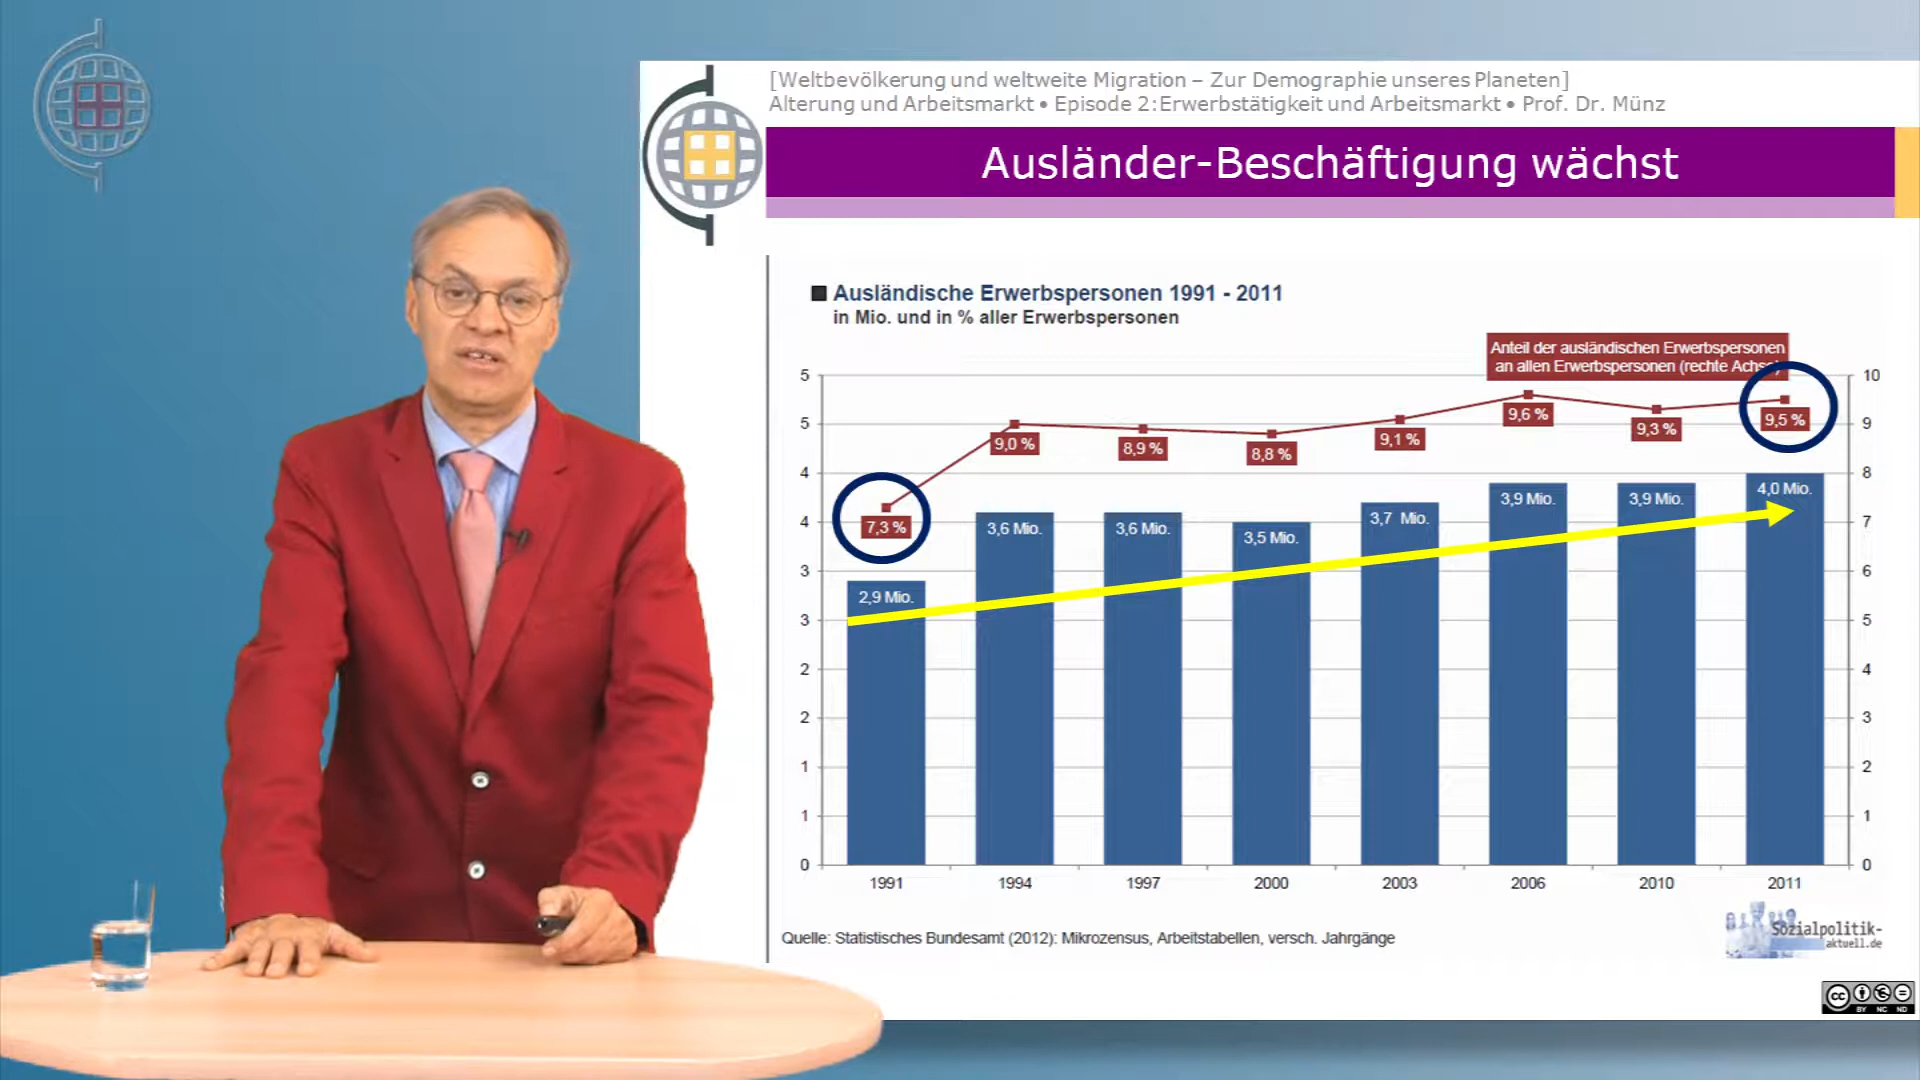 [Weltbevölkerung und weltweite Migration – Zur Demographie unseres Planeten]
Alterung und Arbeitsmarkt • Episode 2:Erwerbstätigkeit und Arbeitsmarkt • Prof. Dr. Münz
Ausländer-Beschäftigung wächst
Ausländische Erwerbspersonen 1991 - 2011
in Mio. und in % aller Erwerbspersonen
Anteil der ausländischen Erwerbspersonen
an allen Erwerbspersonen (rechte Achse)
5
5
4
4
3
3
2
2
1
1
0
10
9
8
7
6
5
4
3
2
1
0
7,3 %
9,0 %
8,9 %
8,8 %
9,1 %
9,6 %
9,3 %
9,5 %
2,9 Mio.
3,6 Mio.
3,6 Mio.
3,5 Mio.
3,7 Mio.
3,9 Mio.
3,9 Mio.
4,0 Mio.
1991
1994
1997
2000
2003
2006
2010
2011
Quelle: Statistisches Bundesamt (2012): Mikrozensus, Arbeitstabellen, versch. Jahrgänge
Sozialpolitik-
aktuell.de
cc
BY NC ND